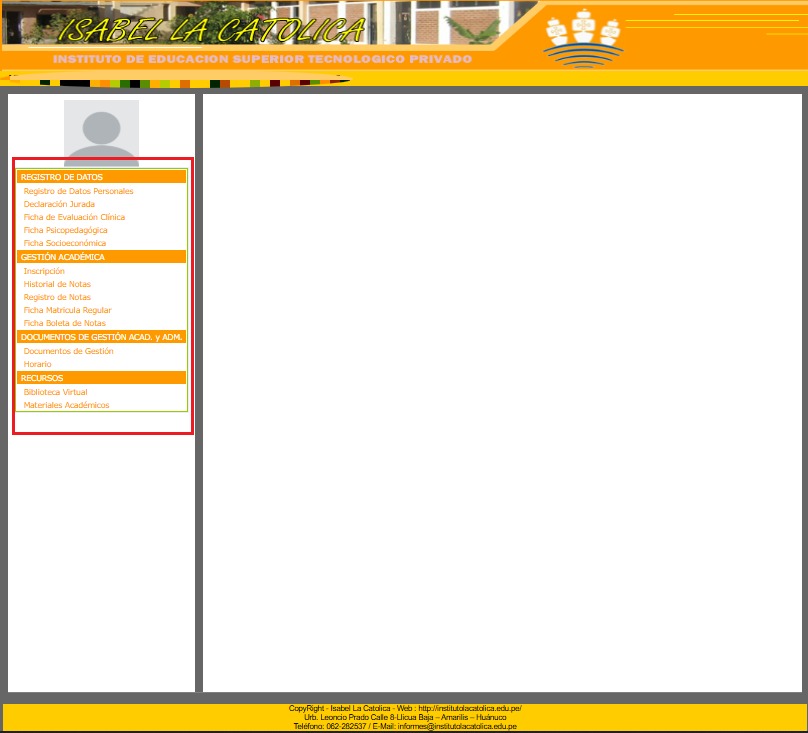 ISABEL LA CATOLICA
INSTITUTO DE EDUCACION SUPERIOR TECNOLOGICO PRIVADO
REGISTRO DE DATOS
Registro de Datos Personales
Declaración Jurada
Ficha de Evaluación Clínica
Ficha Psicopedagógica
Ficha Socioeconómica
GESTIÓN ACADÉMICA
Inscripción
Historial de Notas
Registro de Notas
Ficha Matricula Regular
Ficha Boleta de Notas
DOCUMENTOS DE GESTIÓN ACAD. y ADM.
Documentos de Gestión
Horario
RECURSOS
Biblioteca Virtual
Materiales Académicos
CopyRight - Isabel La Catolica - Web : http://institutolacatolica.edu.pe/
Urb. Leoncio Prado Calle 8-Llicua Baja – Amarilis – Huánuco
Teléfono: 062-282537 / E-Mail: informes@institutolacatolica.edu.pe